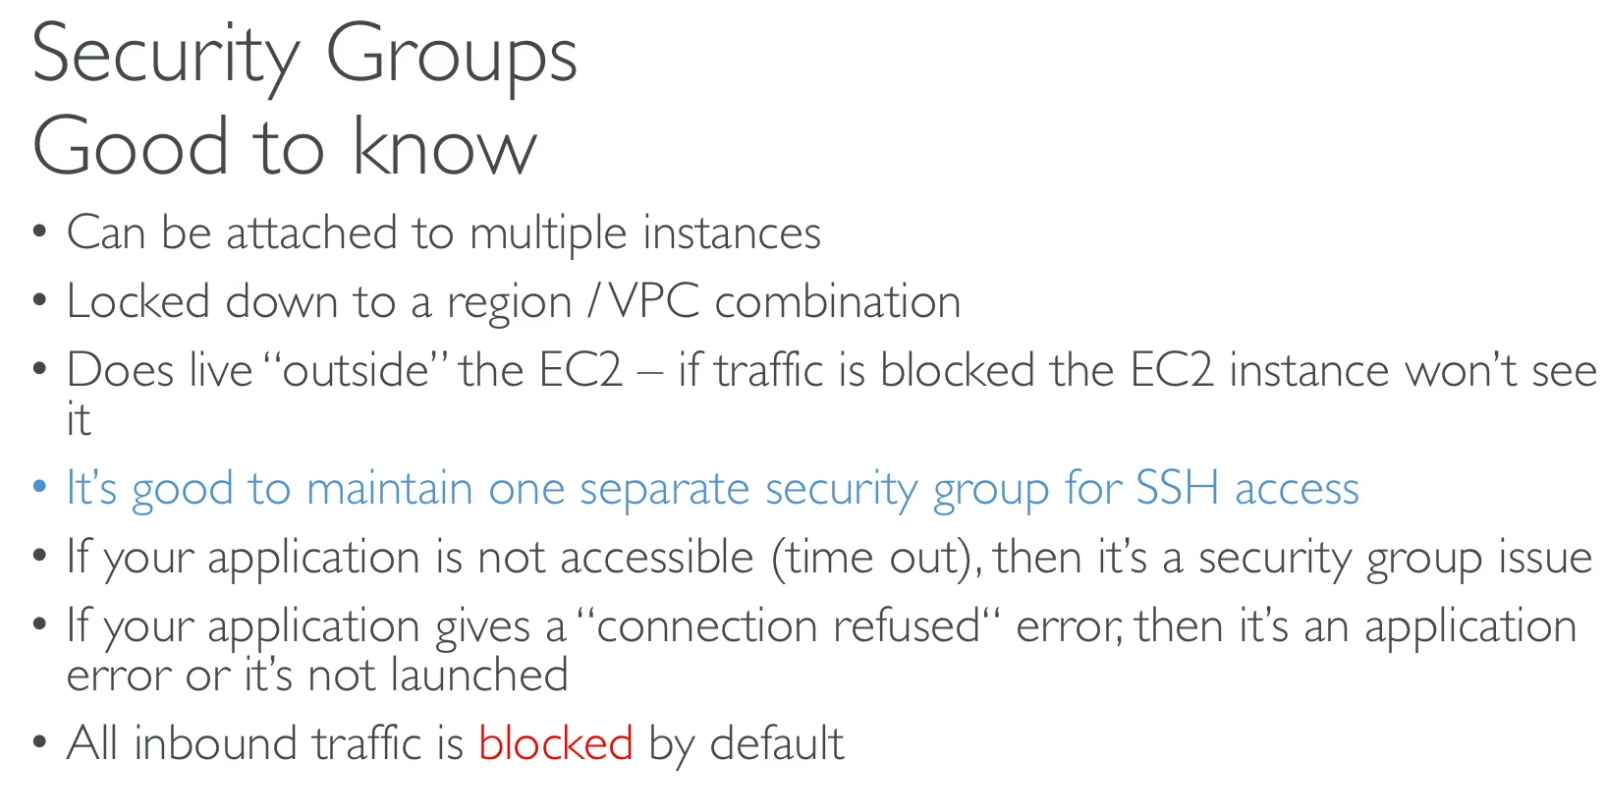 Security Groups
Good to know
• Can be attached to multiple instances
• Locked down to a region / VPC combination
• Does live “outside” the EC2 – if traffic is blocked the EC2 instance won’t see
it
• It’s good to maintain one separate security group for SSH access
• If your application is not accessible (time out), then it’s a security group issue
• If your application gives a “connection refused“ error, then it’s an application
error or it’s not launched
• All inbound traffic is blocked by default